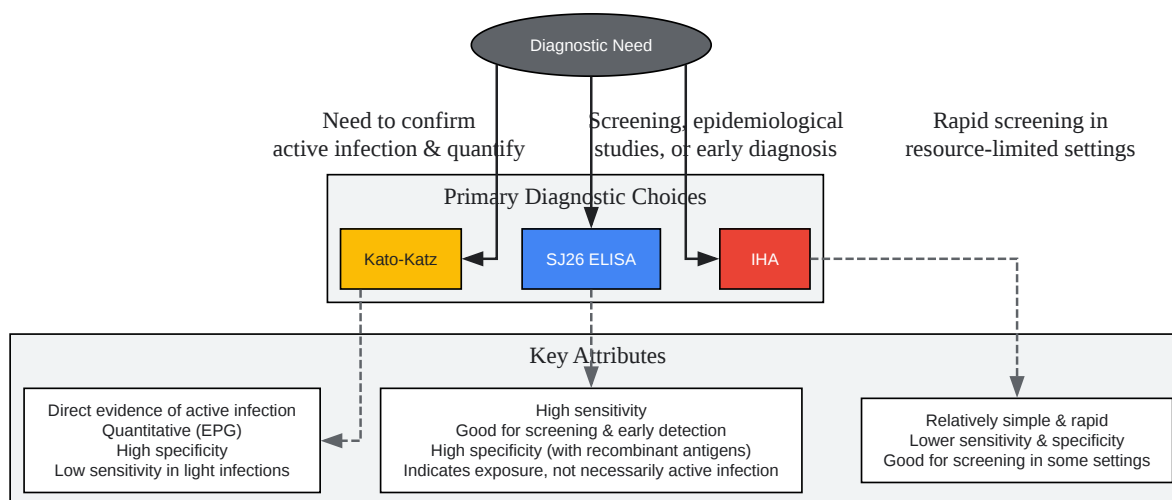 Diagnostic Need
Need to confirm
active infection & quantify
Screening, epidemiological
studies, or early diagnosis
Rapid screening in
resource-limited settings
Primary Diagnostic Choices
Kato-Katz
SJ26 ELISA
IHA
Key Attributes
Direct evidence of active infection
Quantitative (EPG)
High specificity
Low sensitivity in light infections
High sensitivity
Good for screening & early detection
High specificity (with recombinant antigens)
Indicates exposure, not necessarily active infection
Relatively simple & rapid
Lower sensitivity & specificity
Good for screening in some settings